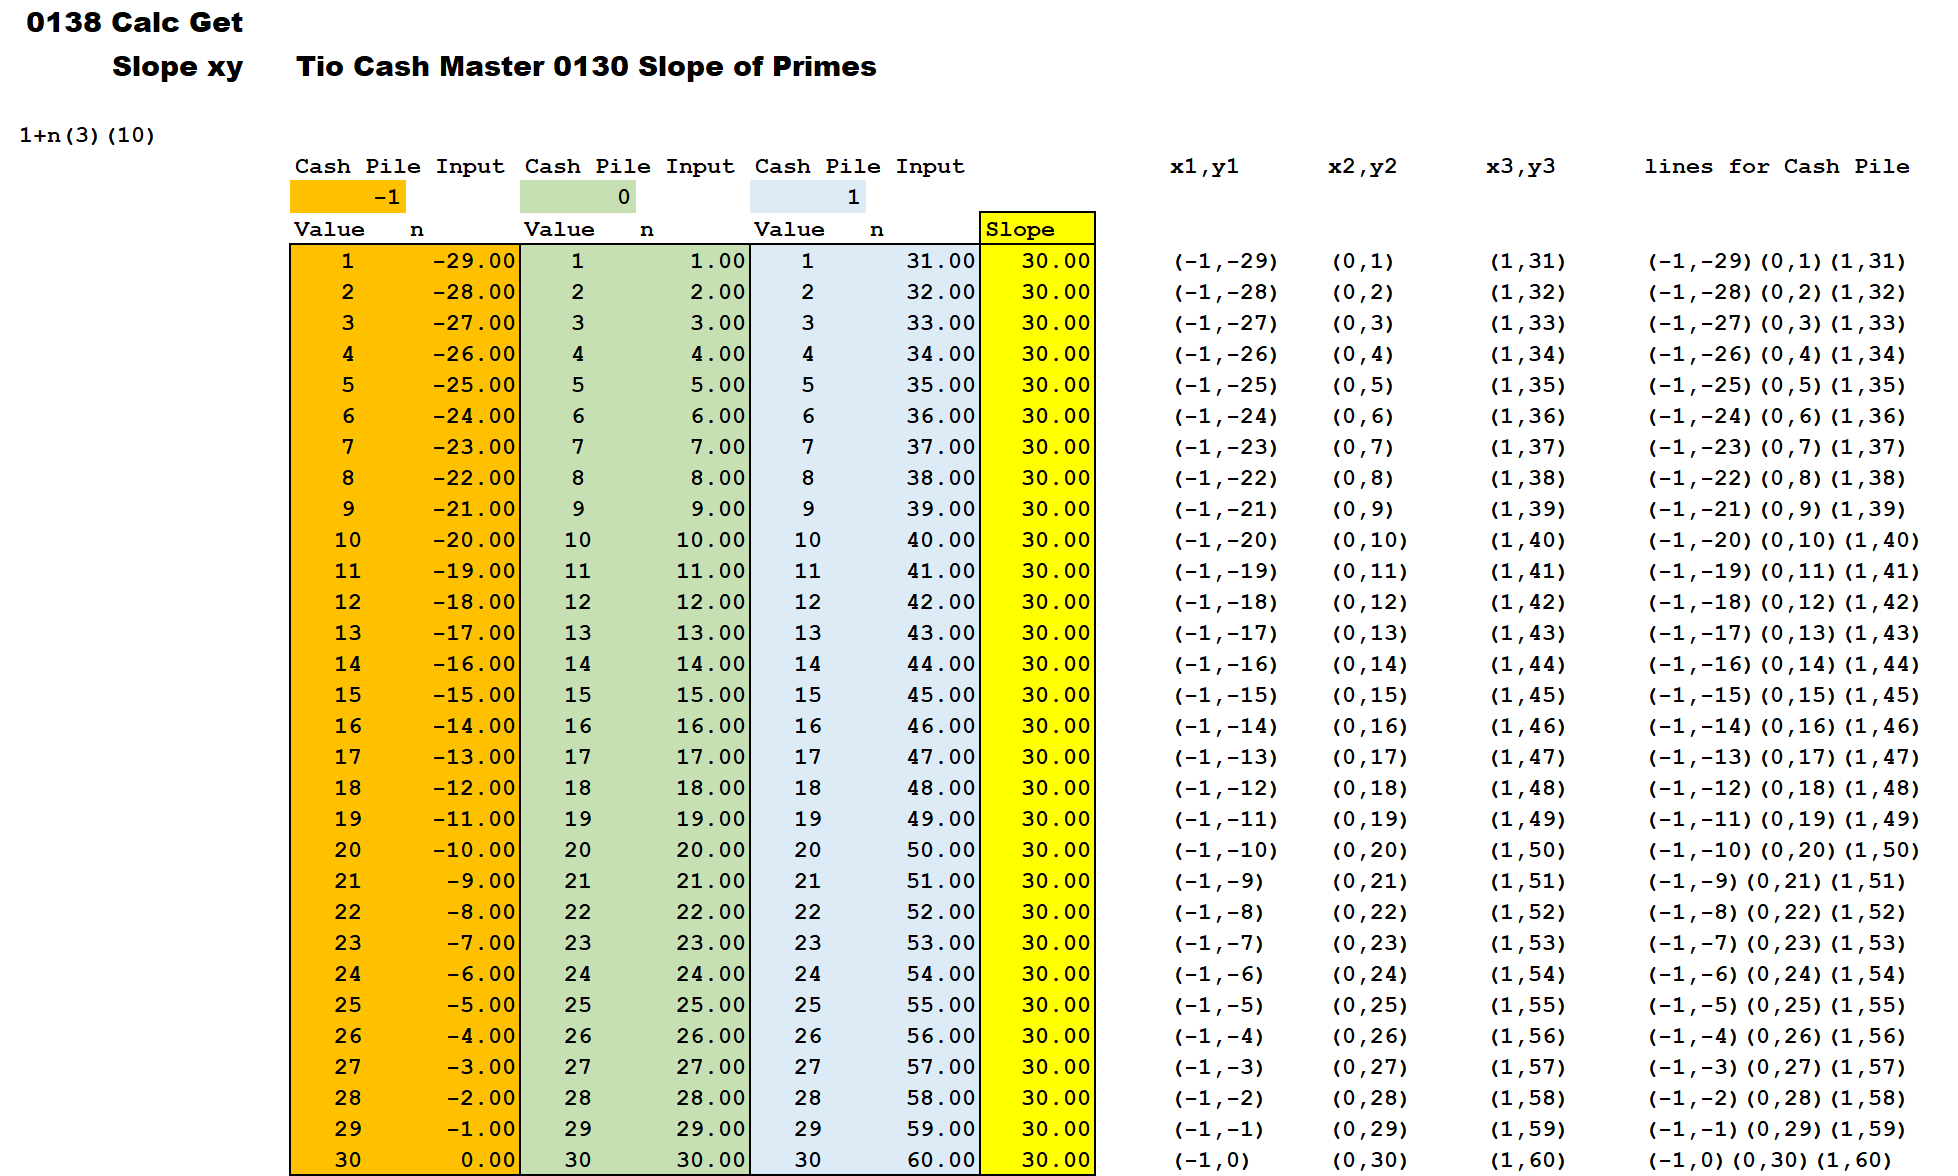 0138 Calc Get
Slope xy Tio Cash Master 0130 Slope of Primes
1+n(3)(10)
Cash Pile Input Cash Pile Input Cash Pile Input x1,y1 x2,y2 x3,y3 lines for Cash Pile
-1 0 1
Value n Value n Value n Slope
1 -29.00 1 1.00 1 31.00 30.00 (-1,-29) (0,1) (1,31) (-1,-29)(0,1)(1,31)
2 -28.00 2 2.00 2 32.00 30.00 (-1,-28) (0,2) (1,32) (-1,-28)(0,2)(1,32)
3 -27.00 3 3.00 3 33.00 30.00 (-1,-27) (0,3) (1,33) (-1,-27)(0,3)(1,33)
4 -26.00 4 4.00 4 34.00 30.00 (-1,-26) (0,4) (1,34) (-1,-26)(0,4)(1,34)
5 -25.00 5 5.00 5 35.00 30.00 (-1,-25) (0,5) (1,35) (-1,-25)(0,5)(1,35)
6 -24.00 6 6.00 6 36.00 30.00 (-1,-24) (0,6) (1,36) (-1,-24)(0,6)(1,36)
7 -23.00 7 7.00 7 37.00 30.00 (-1,-23) (0,7) (1,37) (-1,-23)(0,7)(1,37)
8 -22.00 8 8.00 8 38.00 30.00 (-1,-22) (0,8) (1,38) (-1,-22)(0,8)(1,38)
9 -21.00 9 9.00 9 39.00 30.00 (-1,-21) (0,9) (1,39) (-1,-21)(0,9)(1,39)
10 -20.00 10 10.00 10 40.00 30.00 (-1,-20) (0,10) (1,40) (-1,-20)(0,10)(1,40)
11 -19.00 11 11.00 11 41.00 30.00 (-1,-19) (0,11) (1,41) (-1,-19)(0,11)(1,41)
12 -18.00 12 12.00 12 42.00 30.00 (-1,-18) (0,12) (1,42) (-1,-18)(0,12)(1,42)
13 -17.00 13 13.00 13 43.00 30.00 (-1,-17) (0,13) (1,43) (-1,-17)(0,13)(1,43)
14 -16.00 14 14.00 14 44.00 30.00 (-1,-16) (0,14) (1,44) (-1,-16)(0,14)(1,44)
15 -15.00 15 15.00 15 45.00 30.00 (-1,-15) (0,15) (1,45) (-1,-15)(0,15)(1,45)
16 -14.00 16 16.00 16 46.00 30.00 (-1,-14) (0,16) (1,46) (-1,-14)(0,16)(1,46)
17 -13.00 17 17.00 17 47.00 30.00 (-1,-13) (0,17) (1,47) (-1,-13)(0,17)(1,47)
18 -12.00 18 18.00 18 48.00 30.00 (-1,-12) (0,18) (1,48) (-1,-12)(0,18)(1,48)
19 -11.00 19 19.00 19 49.00 30.00 (-1,-11) (0,19) (1,49) (-1,-11)(0,19)(1,49)
20 -10.00 20 20.00 20 50.00 30.00 (-1,-10) (0,20) (1,50) (-1,-10)(0,20)(1,50)
21 -9.00 21 21.00 21 51.00 30.00 (-1,-9) (0,21) (1,51) (-1,-9)(0,21)(1,51)
22 -8.00 22 22.00 22 52.00 30.00 (-1,-8) (0,22) (1,52) (-1,-8)(0,22)(1,52)
23 -7.00 23 23.00 23 53.00 30.00 (-1,-7) (0,23) (1,53) (-1,-7)(0,23)(1,53)
24 -6.00 24 24.00 24 54.00 30.00 (-1,-6) (0,24) (1,54) (-1,-6)(0,24)(1,54)
25 -5.00 25 25.00 25 55.00 30.00 (-1,-5) (0,25) (1,55) (-1,-5)(0,25)(1,55)
26 -4.00 26 26.00 26 56.00 30.00 (-1,-4) (0,26) (1,56) (-1,-4)(0,26)(1,56)
27 -3.00 27 27.00 27 57.00 30.00 (-1,-3) (0,27) (1,57) (-1,-3)(0,27)(1,57)
28 -2.00 28 28.00 28 58.00 30.00 (-1,-2) (0,28) (1,58) (-1,-2)(0,28)(1,58)
29 -1.00 29 29.00 29 59.00 30.00 (-1,-1) (0,29) (1,59) (-1,-1)(0,29)(1,59)
30 0.00 30 30.00 30 60.00 30.00 (-1,0) (0,30) (1,60) (-1,0)(0,30)(1,60)